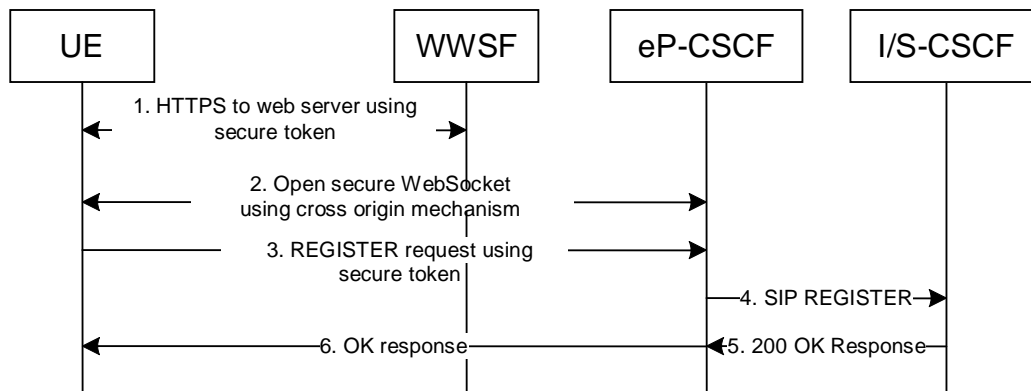 UE
WWSF
eP-CSCF
I/S-CSCF
1. HTTPS to web server using
secure token
2. Open secure WebSocket
using cross origin mechanism
3. REGISTER request using
secure token
4. SIP REGISTER
6. OK response
5. 200 OK Response